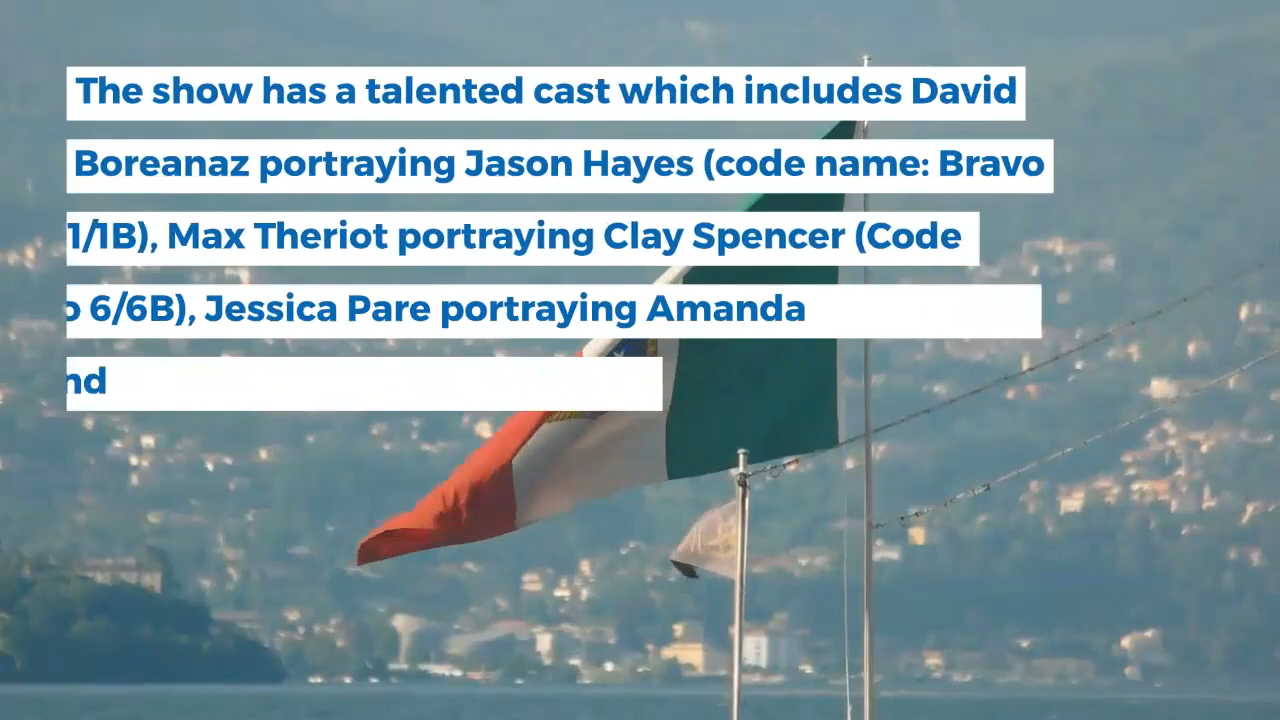 The show has a talented cast which includes David
Boreanaz portraying Jason Hayes (code name: Bravo
1/1B), Max Theriot portraying Clay Spencer (Code
6/6B), Jessica Pare portraying Amanda